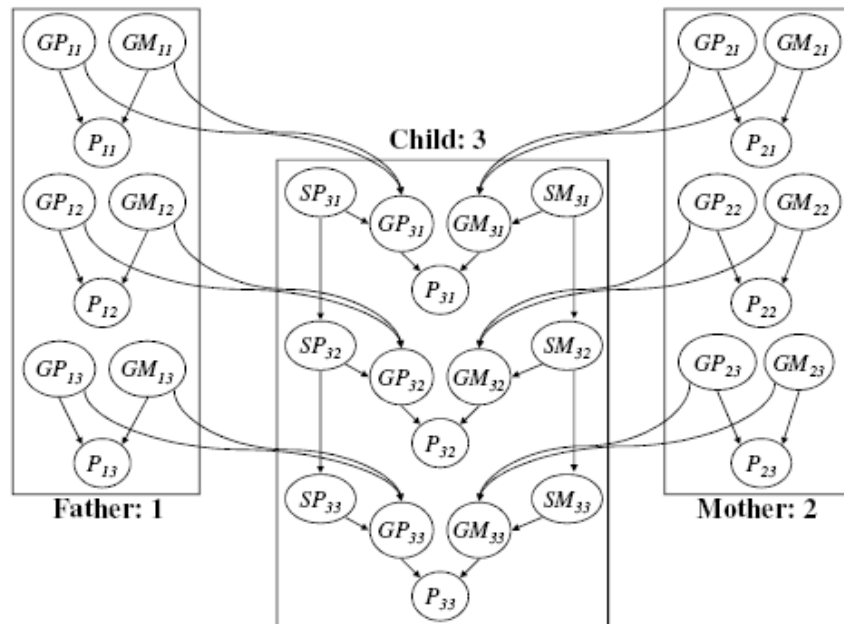 GP11 GM11 GP21 GM21
P11 Child: 3 P21
GP12 GM12 SP31 SM31 GP22 GM22
GP31 GM31
P12 P31 P22
GP13 GM13 SP32 SM32 GP23 GM23
GP32 GM32
P13 P32 P23
Father: 1 SP33 SM33 Mother: 2
GP33 GM33
P33